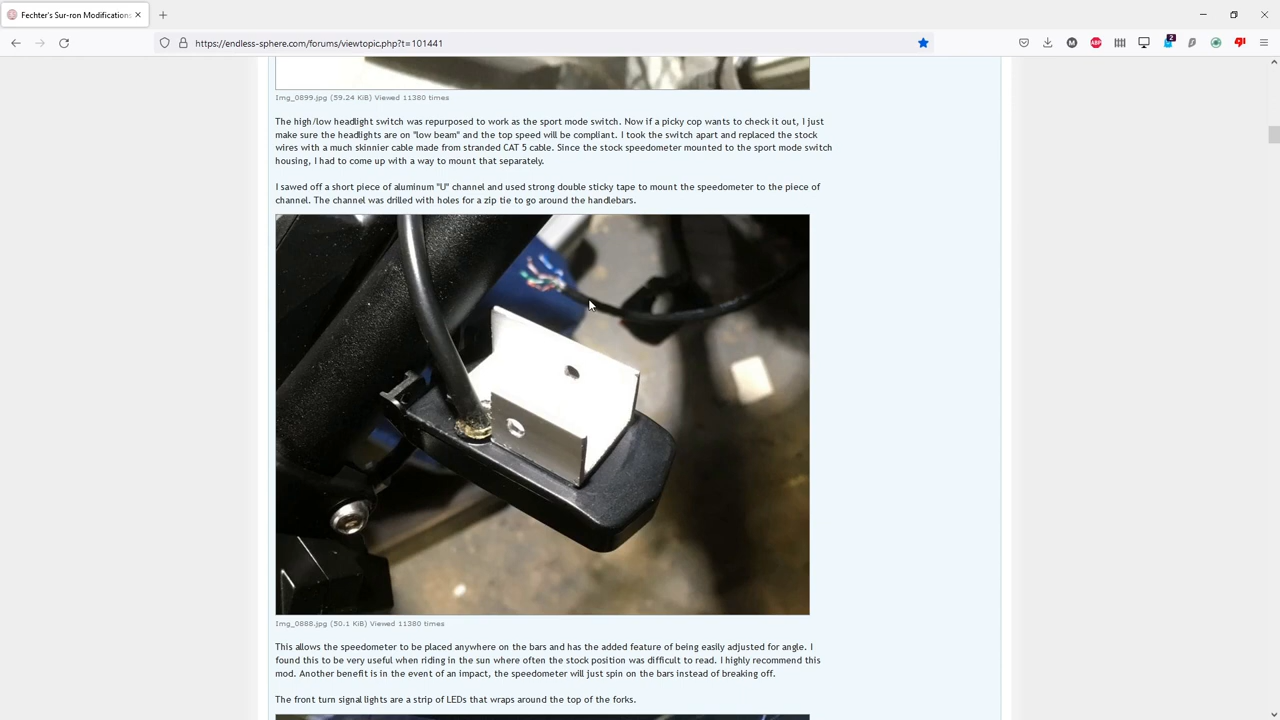 Fechter's Sur-ron Modifications
https://endless-sphere.com/forums/viewtopic.php?t=101441
2
Img_0899.jpg (59.24 KiB) Viewed 11380 times
The high/low headlight switch was repurposed to work as the sport mode switch. Now if a picky cop wants to check it out, I just
make sure the headlights are on "low beam" and the top speed will be compliant. I took the switch apart and replaced the stock
wires with a much skinnier cable made from stranded CAT 5 cable. Since the stock speedometer mounted to the sport mode switch
housing, I had to come up with a way to mount that separately.
I sawed off a short piece of aluminum "U" channel and used strong double sticky tape to mount the speedometer to the piece of
channel. The channel was drilled with holes for a zip tie to go around the handlebars.
Img_0888.jpg (50.1 KiB) Viewed 11380 times
This allows the speedometer to be placed anywhere on the bars and has the added feature of being easily adjusted for angle. I
found this to be very useful when riding in the sun where often the stock position was difficult to read. I highly recommend this
mod. Another benefit is in the event of an impact, the speedometer will just spin on the bars instead of breaking off.
The front turn signal lights are a strip of LEDs that wraps around the top of the forks.